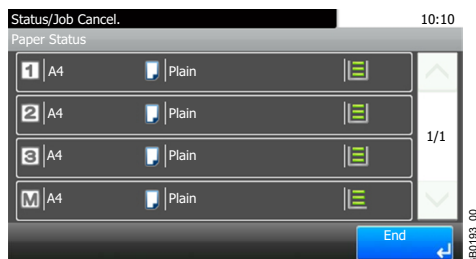 Status/Job Cancel. 10:10
Paper Status
1 A4 Plain
2 A4 Plain
1/1
3 A4 Plain
M A4 Plain
End